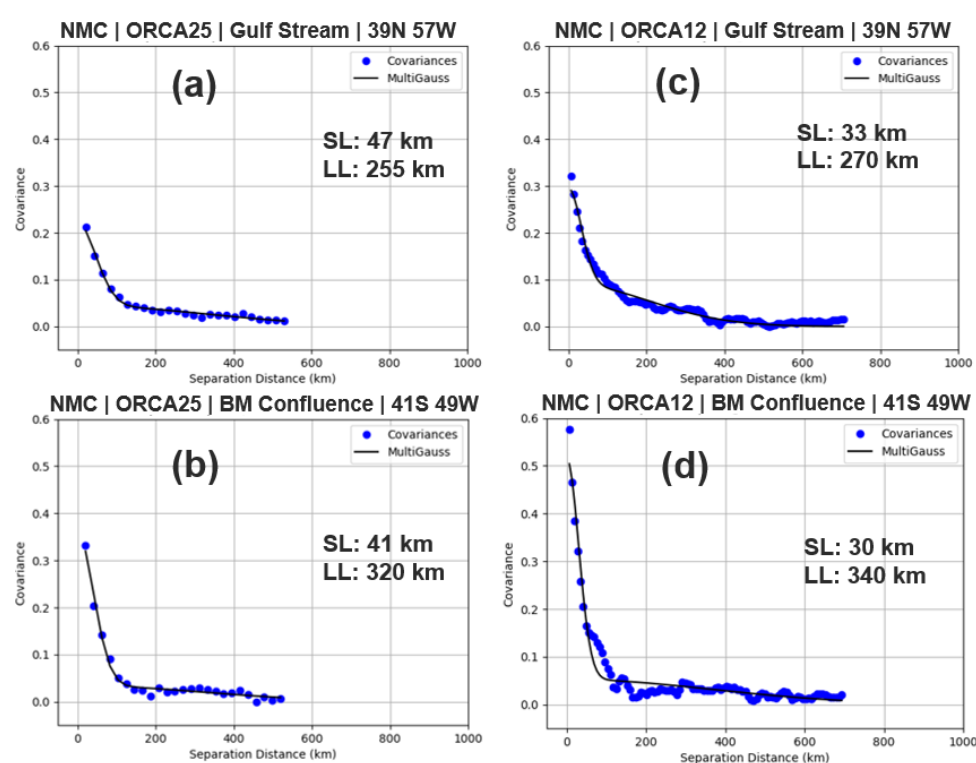 NMC | ORCA25 | Gulf Stream | 39N 57W
0.6
0.5
0.4
0.3
0.2
0.1
0.0
Covariance
(a)
Covariances
MultiGauss
SL: 47 km
LL: 255 km
0
200
400
600
800
1000
Separation Distance (km)
NMC | ORCA12 | Gulf Stream | 39N 57W
0.6
0.5
0.4
0.3
0.2
0.1
0.0
Covariance
(c)
Covariances
MultiGauss
SL: 33 km
LL: 270 km
0
200
400
600
800
1000
Separation Distance (km)
NMC | ORCA25 | BM Confluence | 41S 49W
0.6
0.5
0.4
0.3
0.2
0.1
0.0
Covariance
(b)
Covariances
MultiGauss
SL: 41 km
LL: 320 km
0
200
400
600
800
1000
Separation Distance (km)
NMC | ORCA12 | BM Confluence | 41S 49W
0.6
0.5
0.4
0.3
0.2
0.1
0.0
Covariance
(d)
Covariances
MultiGauss
SL: 30 km
LL: 340 km
0
200
400
600
800
1000
Separation Distance (km)